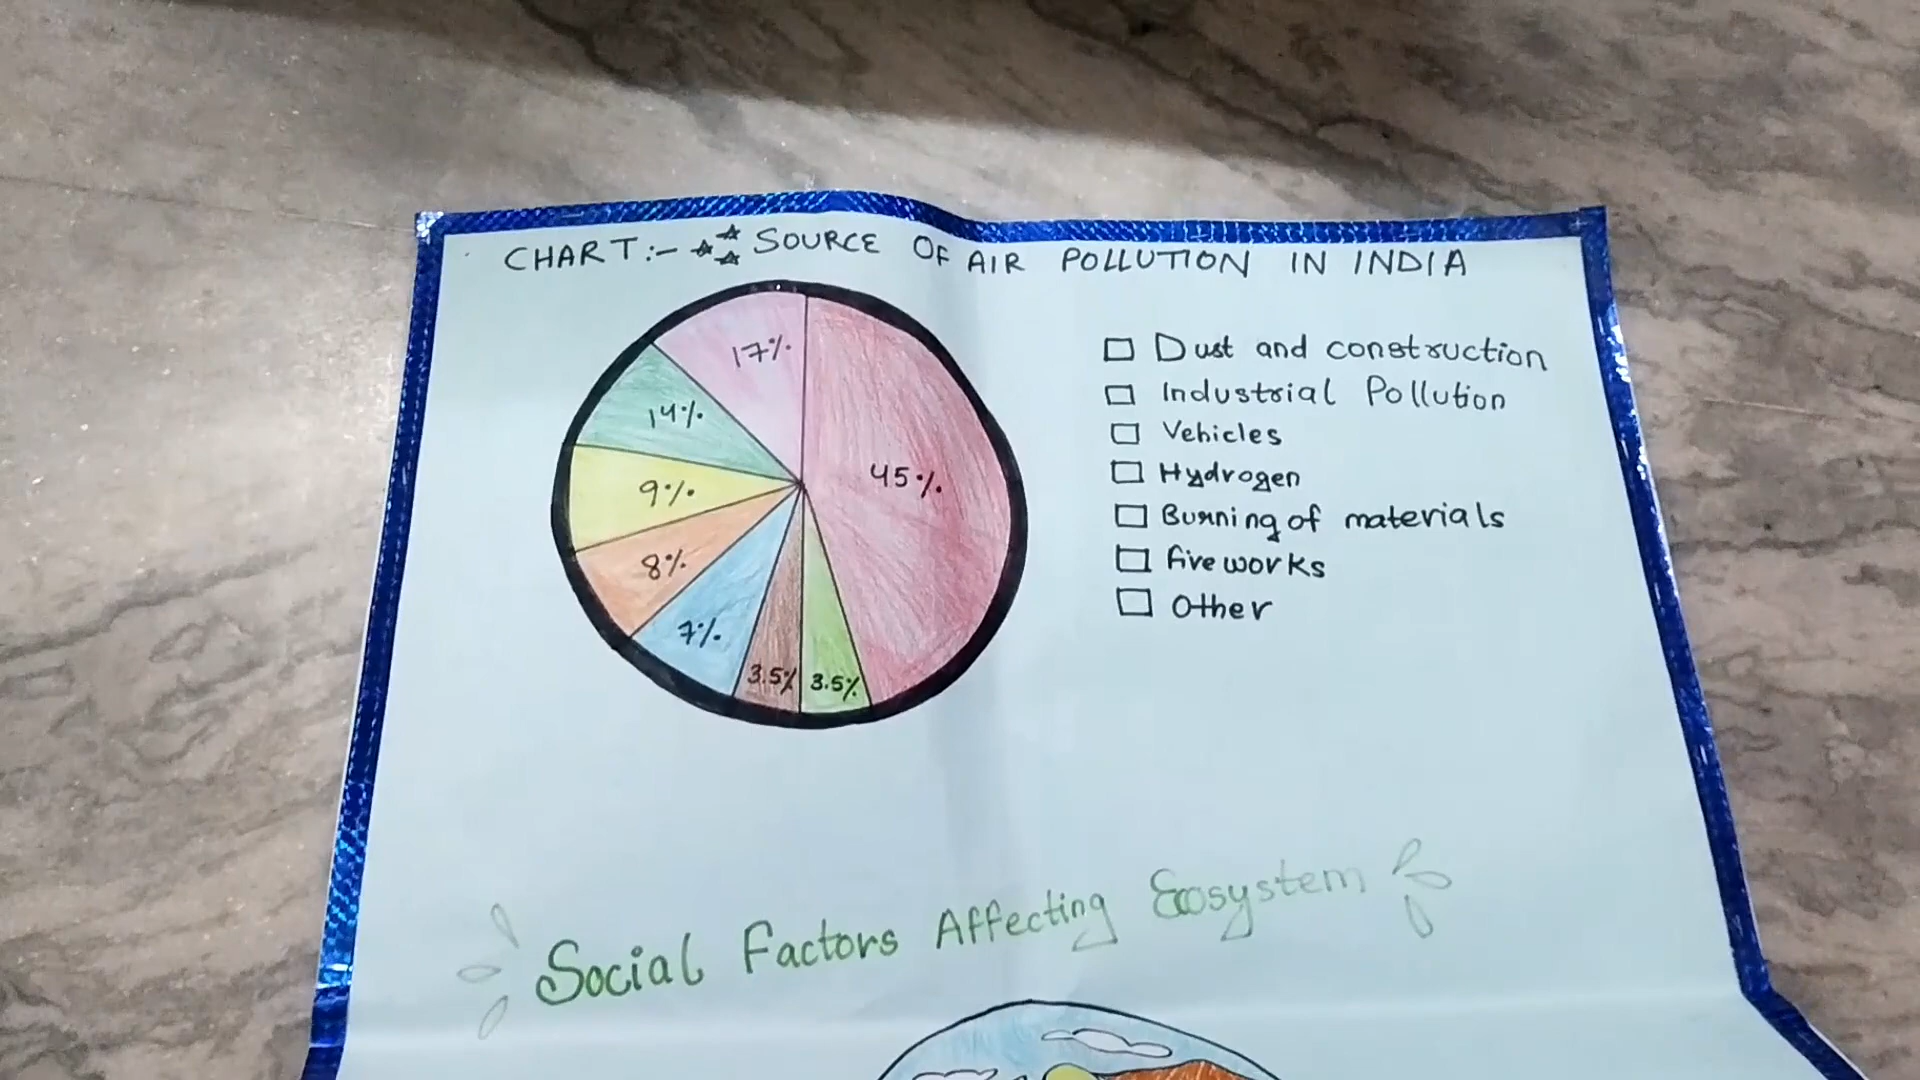 CHART:- SOURCE OF AIR POLLUTION IN INDIA
17%
14%
45%
9%
8%
7%
3.5%
3.5%
Dust and construction
Industrial Pollution
Vehicles
Hydrogen
Burning of materials
fireworks
Other
Social Factors Affecting Ecosystem